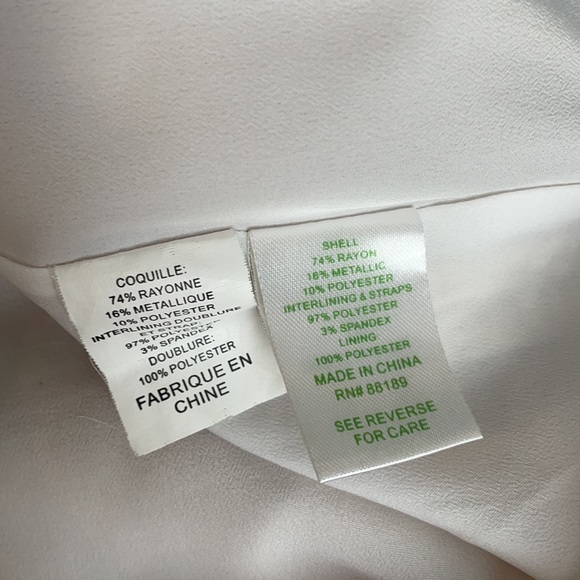 COQUILLE:
74% RAYONNE
16% METALLIQUE
10% POLYESTER
INTERLINING DOUBLURE
ET
97%
3% SPANDEX
DOUBLURE:
100% POLYESTER
FABRIQUE EN
CHINE
SHELL
74% RAYON
16% METALLIC
10% POLYESTER
INTERLINING & STRAPS
97% POLYESTER
3% SPANDEX
LINING
100% POLYESTER
MADE IN CHINA
RN# 88189
SEE REVERSE
FOR CARE